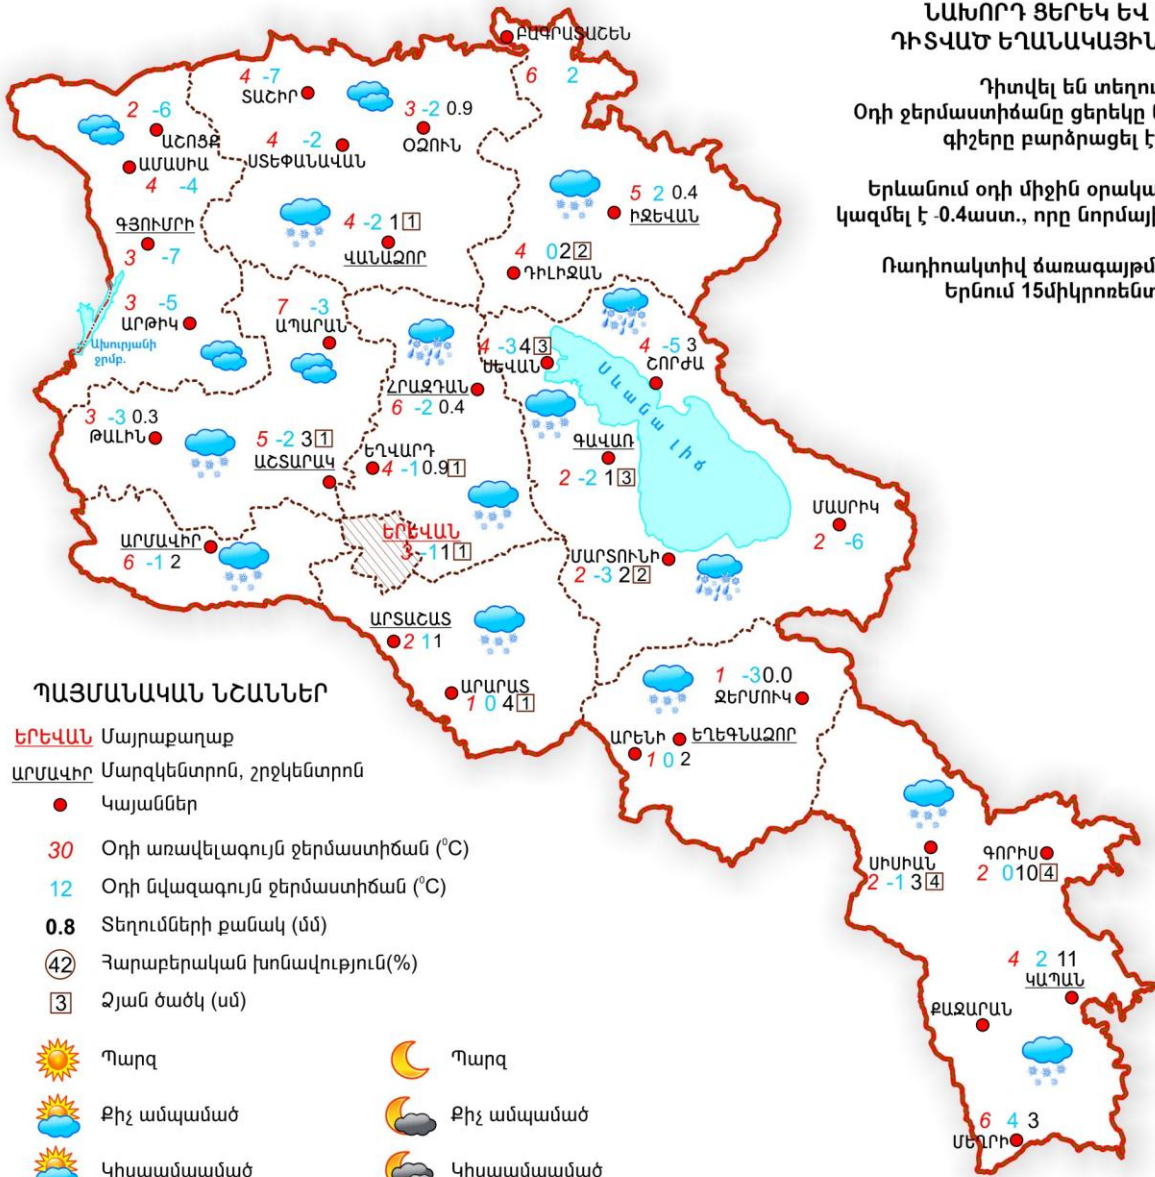 ՆԱԽՈՐԴ ՑԵՐԵԿ ԵՎ
ԴԻՏՎԱԾ ԵՂԱՆԱԿԱՅԻՆ
Դիտվել են
Օդի ջերմաստիճանը ցերեկը
գիշերը բարձրացել է
Երևանում օդի միջին
կազմել է -0.4աստ., որը
Ռադիոակտիվ
Երևում
ԲԱԳՐԱՏԱՇԵՆ
6 2
4 -7
ՏԱՇԻՐ
2 -6
ԱՇՈՑՔ
3 -2 0.9
ՕՁՈՒՆ
4 -2
ՍՏԵՓԱՆԱՎԱՆ
ԱՄԱՍԻԱ
4 -4
5 2 0.4
ԻՋԵՎԱՆ
ԳՅՈՒՄՐԻ
3 -7
4 -2 1 1
ՎԱՆԱՁՈՐ
4 0 2 2
ԴԻԼԻՋԱՆ
3 -5
ԱՐԹԻԿ
7 -3
ԱՊԱՐԱՆ
Ախուրյանի
ջրմբ.
4 -3 4 3
ՍԵՎԱՆ
4 -5 3
ՇՈՐԺԱ
Սևանա լիճ
ՀՐԱԶԴԱՆ
6 -2 0.4
3 -3 0.3
ԹԱԼԻՆ
5 -2 3 1
ԱՇՏԱՐԱԿ
ԵՂՎԱՐԴ
4 -1 0.9 1
ԳԱՎԱՌ
2 -2 1 3
ՄԱՍՐԻԿ
2 -6
ԱՐՄԱՎԻՐ
6 -1 2
ԵՐԵՎԱՆ
3 -1 1 1
ՄԱՐՏՈՒՆԻ
2 -3 2 2
ԱՐՏԱՇԱՏ
2 1 1
ԱՐԱՐԱՏ
1 0 4 1
1 -3 0.0
ՋԵՐՄՈՒԿ
ԱՐԵՆԻ
1 0 2
ԵՂԵԳՆԱՁՈՐ
ՍԻՍԻԱՆ
2 -1 3 4
ԳՈՐԻՍ
2 0 10 4
4 2 11
ԿԱՊԱՆ
ՔԱՋԱՐԱՆ
6 4 3
ՄԵՂՐԻ
ՊԱՅՄԱՆԱԿԱՆ ՆՇԱՆՆԵՐ
ԵՐԵՎԱՆ Մայրաքաղաք
ԱՐՄԱՎԻՐ Մարզկենտրոն, շրջկենտրոն
Կայաններ
30 Օդի առավելագույն ջերմաստիճան (⁰C)
12 Օդի նվազագույն ջերմաստիճան (⁰C)
0.8 Տեղումների քանակ (մմ)
42 Հարաբերական խոնավություն(%)
3 Ձյան ծածկ (սմ)
Պարզ Պարզ
Քիչ ամպամած Քիչ ամպամած
Կիսաամպամած Կիսաամպամած